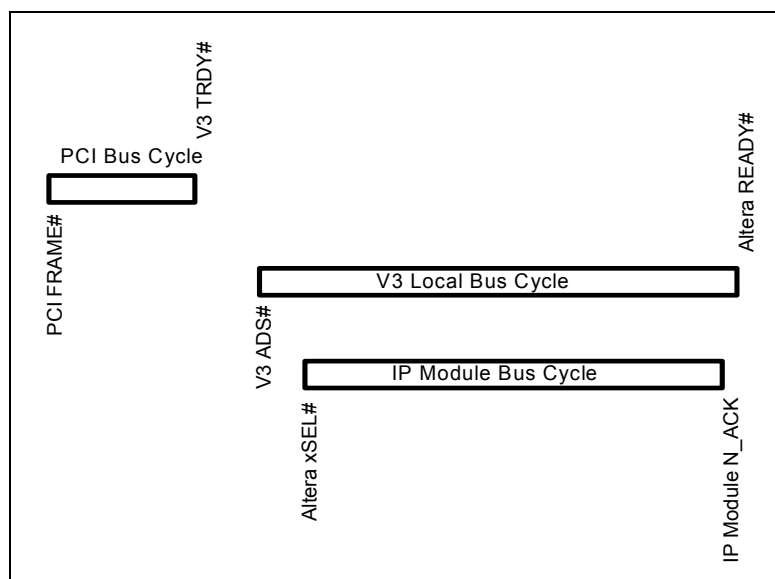 V3 TRDY#
PCI Bus Cycle
PCI FRAME#
Altera READY#
V3 Local Bus Cycle
V3 ADS#
IP Module Bus Cycle
Altera xSEL#
IP Module N_ACK